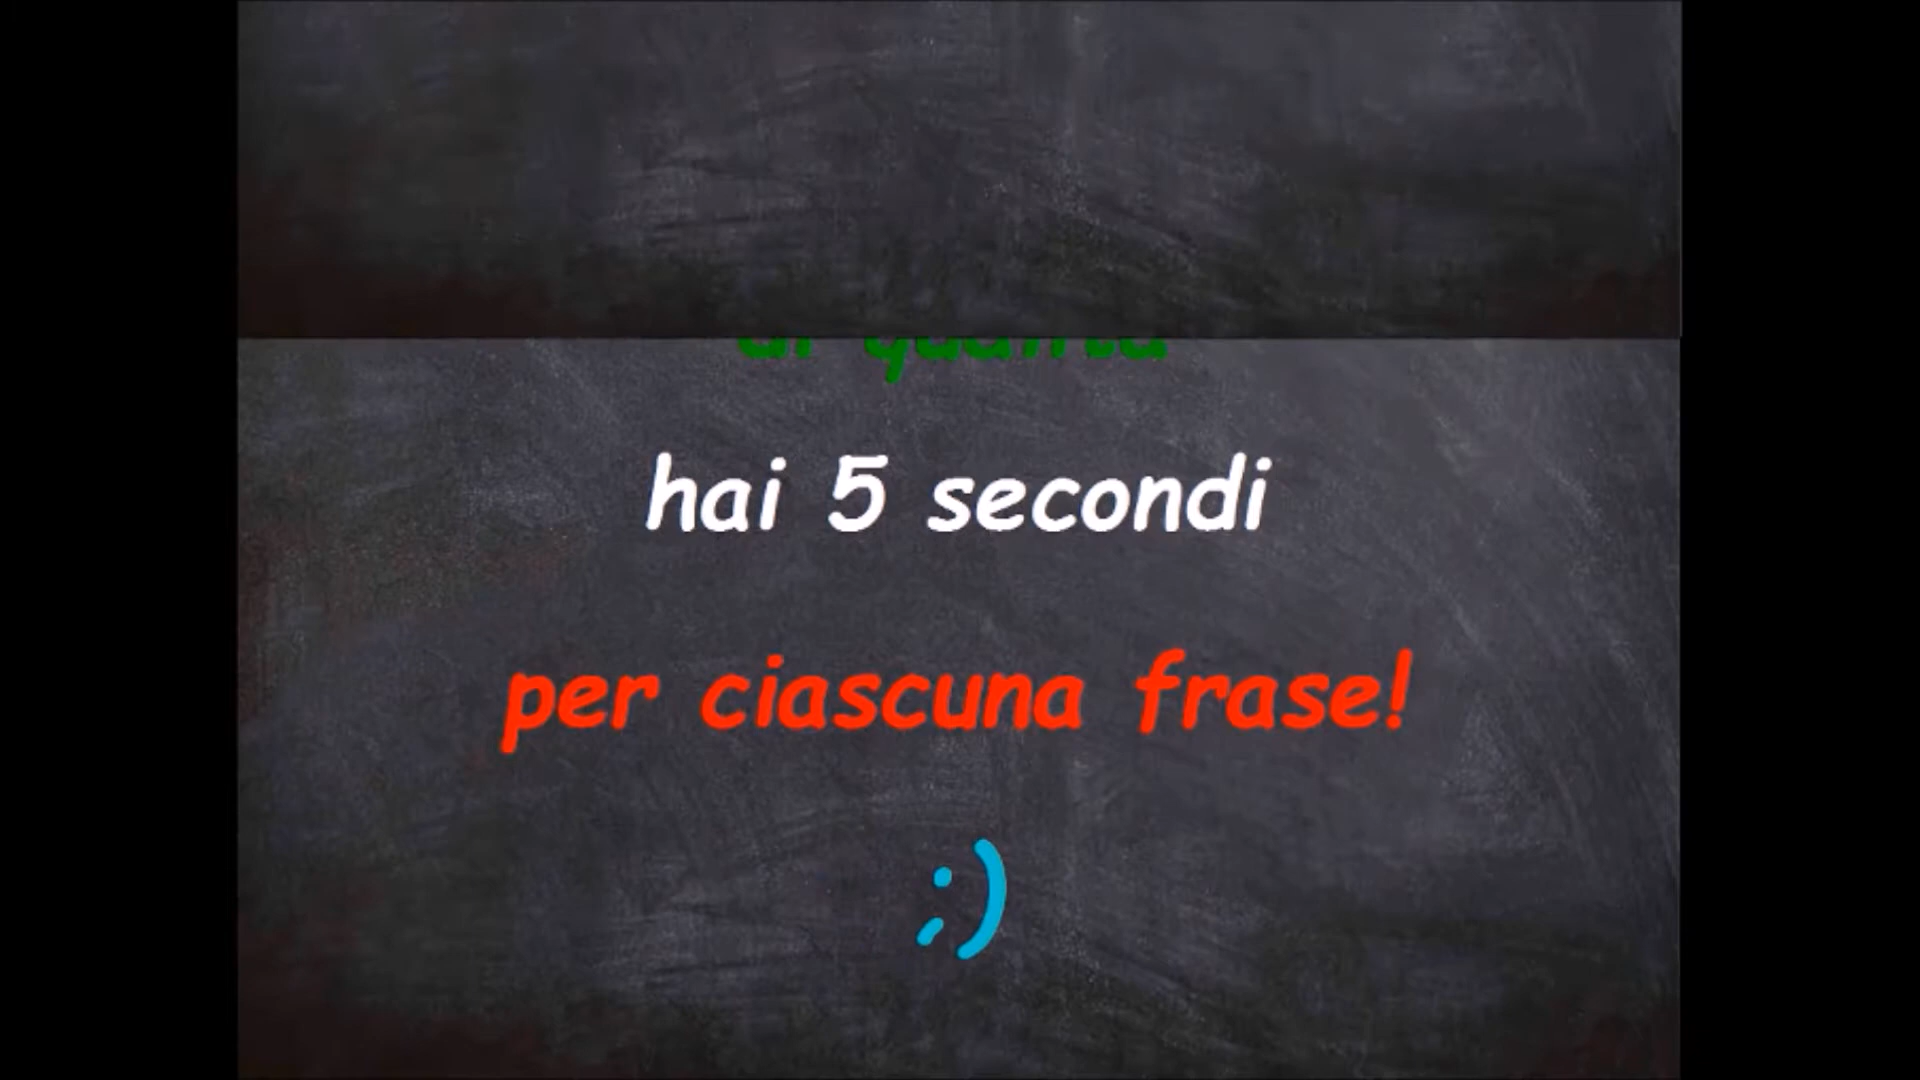 hai 5 secondi
per ciascuna frase!
;)